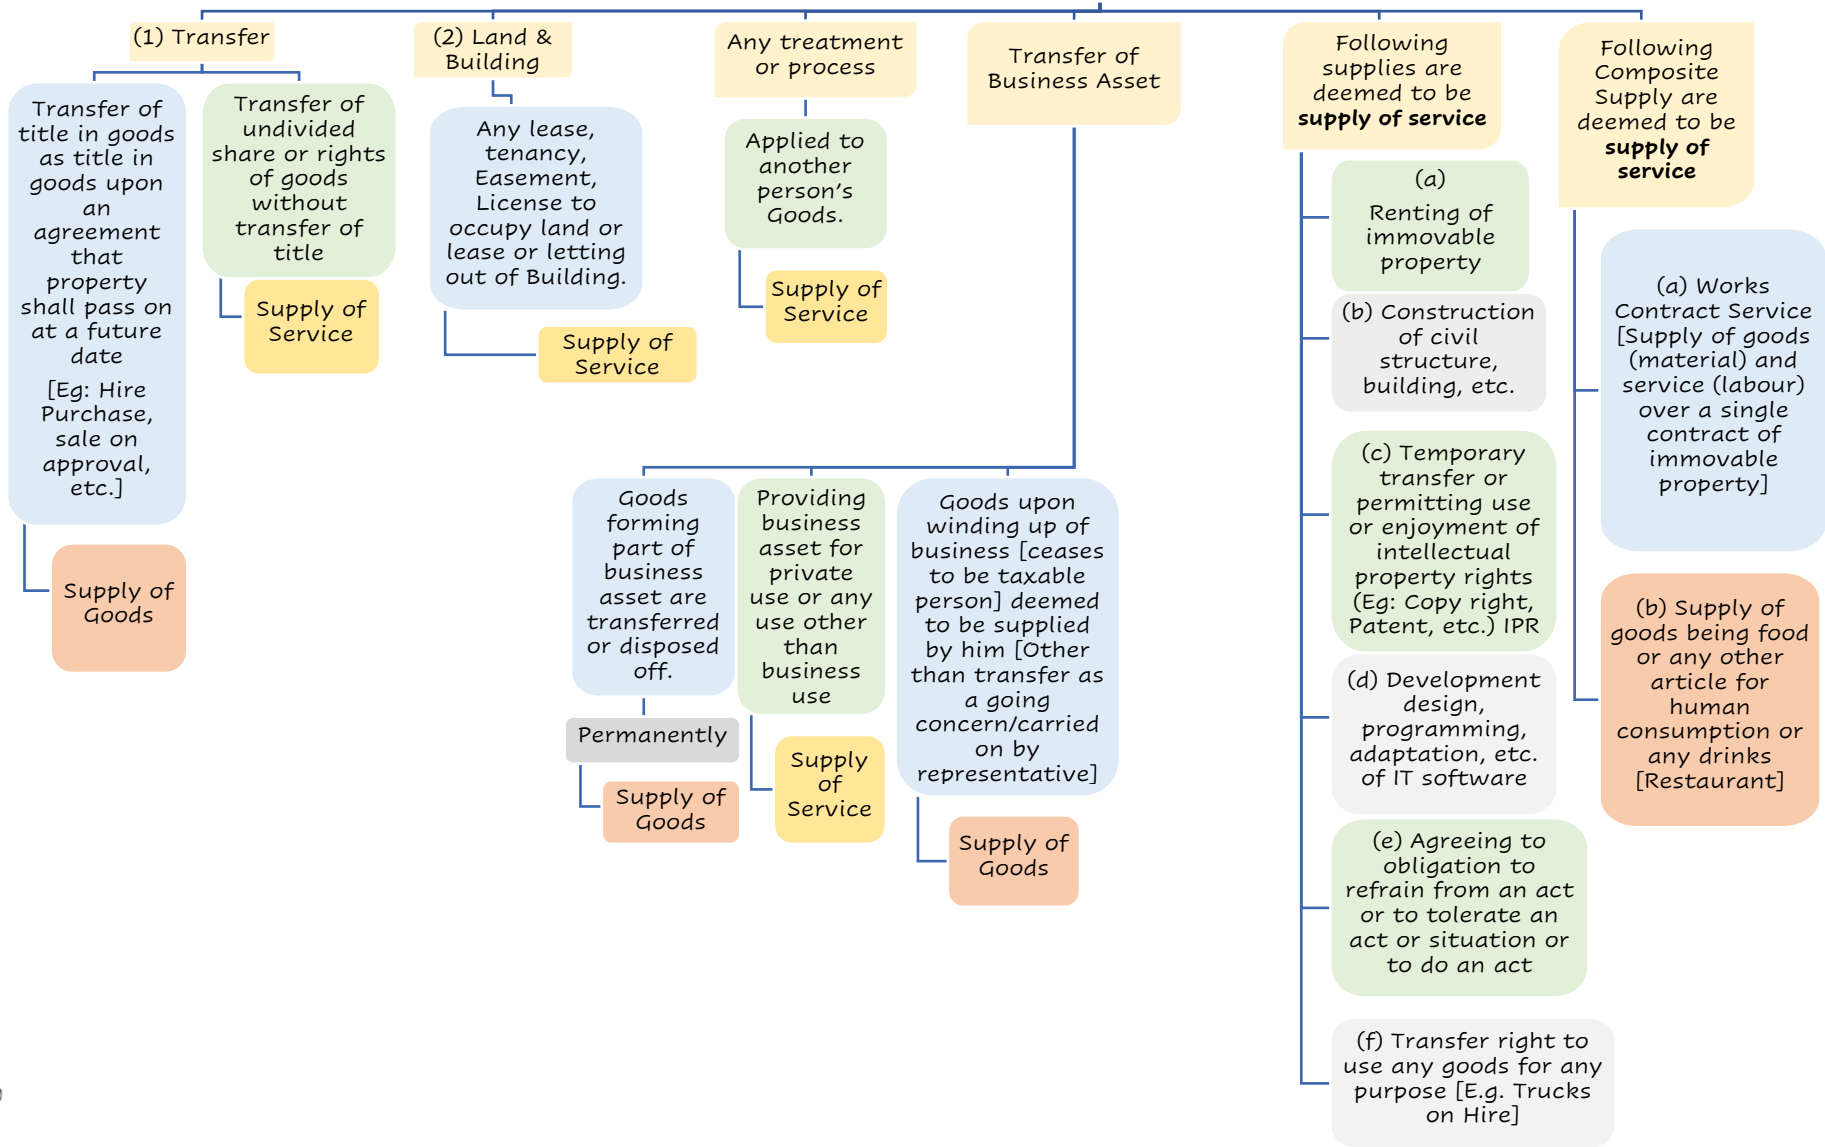 (1) Transfer
Transfer of
title in goods
as title in
goods upon
an
agreement
that
property
shall pass on
at a future
date
[Eg: Hire
Purchase,
sale on
approval,
etc.]
Supply of
Goods
Transfer of
undivided
share or rights
of goods
without
transfer of
title
Supply of
Service
(2) Land &
Building
Any lease,
tenancy,
Easement,
License to
occupy land or
lease or letting
out of Building.
Supply of
Service
Any treatment
or process
Applied to
another
person's
Goods.
Supply of
Service
Transfer of
Business Asset
Goods
forming
part of
business
asset are
transferred
or disposed
off.
Permanently
Supply of
Goods
Providing
business
asset for
private
use or any
use other
than
business
use
Supply
of
Service
Goods upon
winding up of
business [ceases
to be taxable
person] deemed
to be supplied
by him [Other
than transfer as
a going
concern/carried
on by
representative]
Supply of
Goods
Following
supplies are
deemed to be
supply of service
(a)
Renting of
immovable
property
(b) Construction
of civil
structure,
building, etc.
(c) Temporary
transfer or
permitting use
or enjoyment of
intellectual
property rights
(Eg: Copy right,
Patent, etc.) IPR
(d) Development
design,
programming,
adaptation, etc.
of IT software
(e) Agreeing to
obligation to
refrain from an act
or to tolerate an
act or situation or
to do an act
(f) Transfer right to
use any goods for any
purpose [E.g. Trucks
on Hire]
Following
Composite
Supply are
deemed to be
supply of
service
(a) Works
Contract Service
[Supply of goods
(material) and
service (labour)
over a single
contract of
immovable
property]
(b) Supply of
goods being food
or any other
article for
human
consumption or
any drinks
[Restaurant]